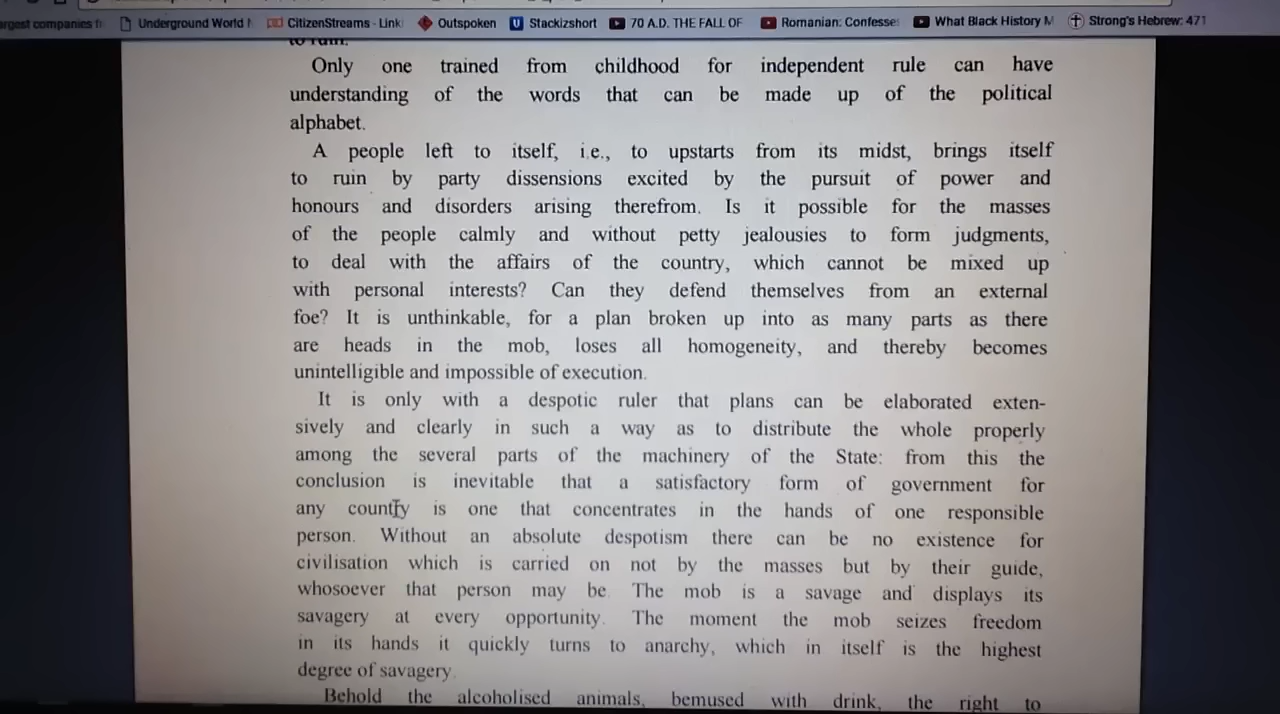 argest companies
Underground World
CitizenStreams - Link
Outspoken
Stackizshort
70 A.D. THE FALL OF
Romanian: Confesse
What Black History M
Strong's Hebrew: 471
to ruin.
Only one trained from childhood for independent rule can have
understanding of the words that can be made up of the political
alphabet.
A people left to itself, i.e., to upstarts from its midst, brings itself
to ruin by party dissensions excited by the pursuit of power and
honours and disorders arising therefrom. Is it possible for the masses
of the people calmly and without petty jealousies to form judgments,
to deal with the affairs of the country, which cannot be mixed up
with personal interests? Can they defend themselves from an external
foe? It is unthinkable, for a plan broken up into as many parts as there
are heads in the mob, loses all homogeneity, and thereby becomes
unintelligible and impossible of execution.
It is only with a despotic ruler that plans can be elaborated exten-
sively and clearly in such a way as to distribute the whole properly
among the several parts of the machinery of the State: from this the
conclusion is inevitable that a satisfactory form of government for
any country is one that concentrates in the hands of one responsible
person. Without an absolute despotism there can be no existence for
civilisation which is carried on not by the masses but by their guide,
whosoever that person may be. The mob is a savage and displays its
savagery at every opportunity. The moment the mob seizes freedom
in its hands it quickly turns to anarchy, which in itself is the highest
degree of savagery.
Behold the alcoholised animals, bemused with drink, the right to